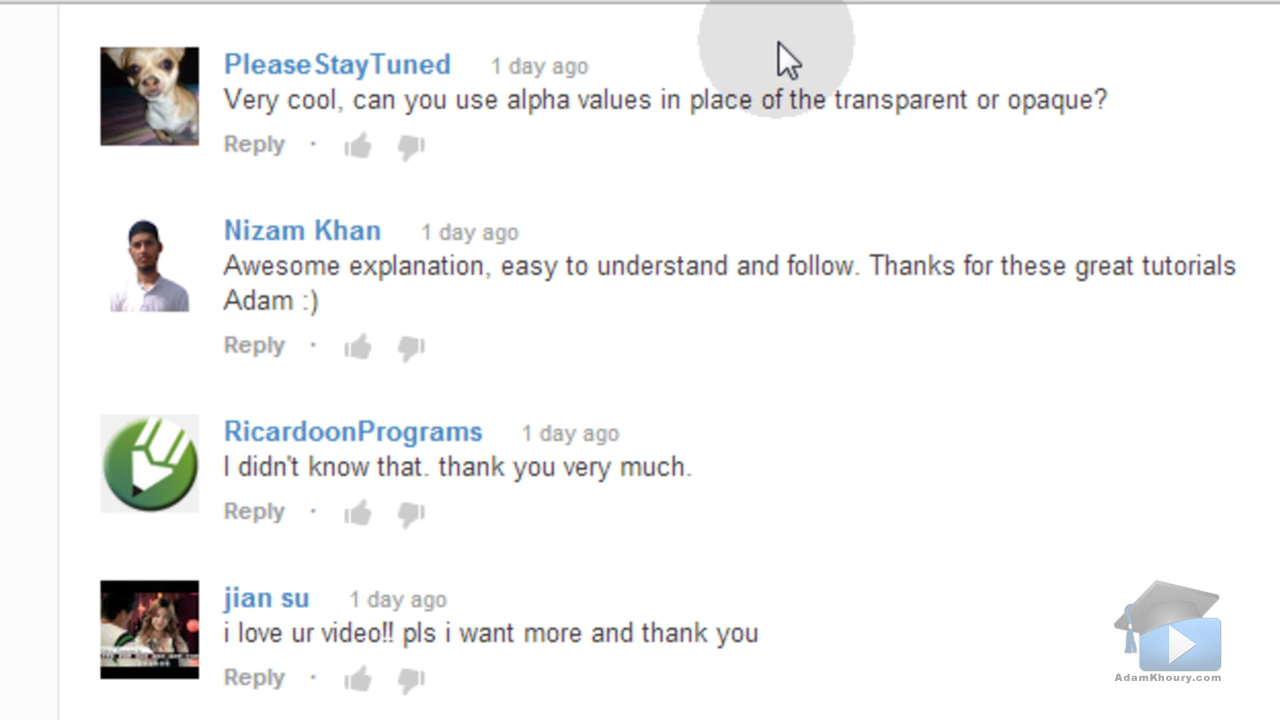 PleaseStayTuned 1 day ago
Very cool, can you use alpha values in place of the transparent or opaque?
Reply ·
Nizam Khan 1 day ago
Awesome explanation, easy to understand and follow. Thanks for these great tutorials
Adam :)
Reply ·
RicardoonPrograms 1 day ago
I didn't know that. thank you very much.
Reply ·
jian su 1 day ago
i love ur video!! pls i want more and thank you
Reply ·
AdamKhoury.com